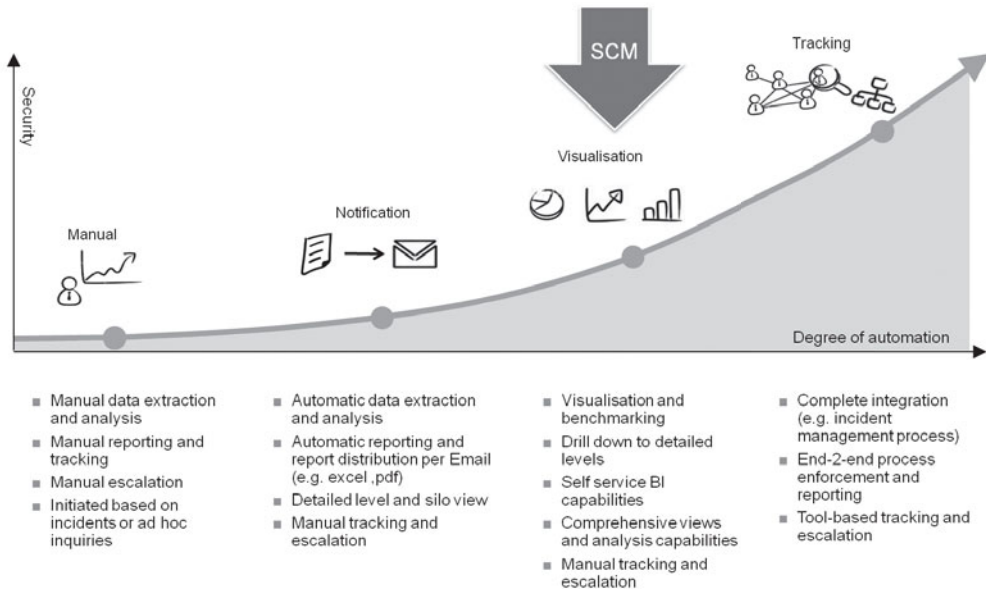 SCM
Tracking
Security
Visualisation
Notification
Manual
Degree of automation
■ Manual data extraction
and analysis
■ Manual reporting and
tracking
■ Manual escalation
■ Initiated based on
incidents or ad hoc
inquiries
■ Automatic data extraction
and analysis
■ Automatic reporting and
report distribution per Email
(e.g. excel ,pdf)
■ Detailed level and silo view
■ Manual tracking and
escalation
■ Visualisation and
benchmarking
■ Drill down to detailed
levels
■ Self service BI
capabilities
■ Comprehensive views
and analysis capabilities
■ Manual tracking and
escalation
■ Complete integration
(e.g. incident
management process)
■ End-2-end process
enforcement and
reporting
■ Tool-based tracking and
escalation